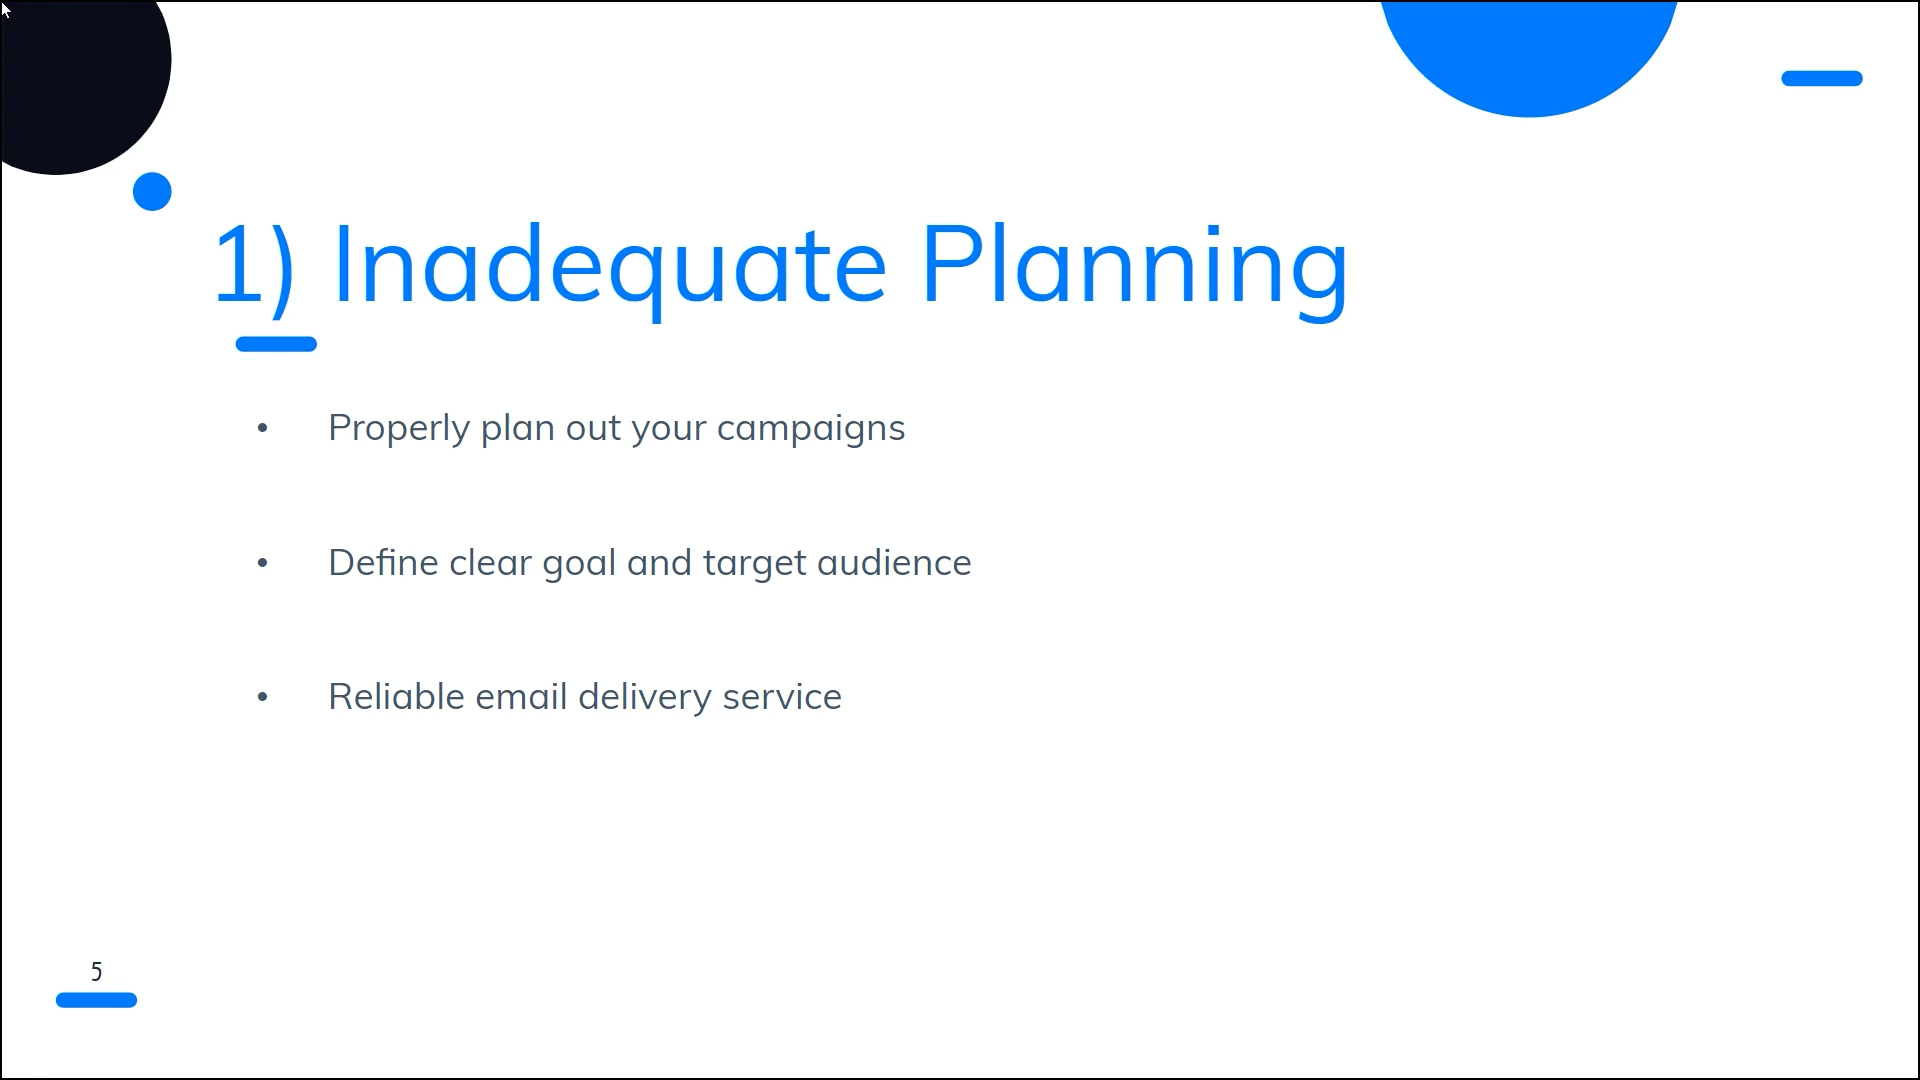 1) Inadequate Planning
• Properly plan out your campaigns
• Define clear goal and target audience
• Reliable email delivery service
5